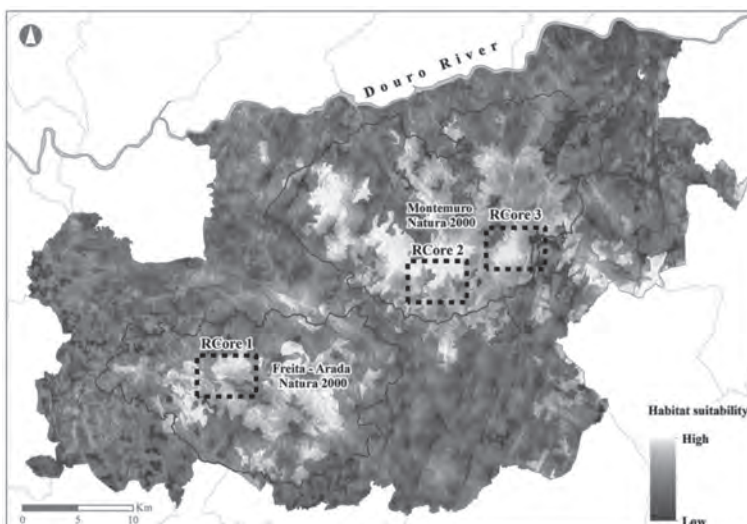 Douro River
Montemuro
Natura 2000
RCore 3
RCore 2
RCore 1
Freita - Arada
Natura 2000
Habitat suitability
High
Low
Km
0 5 10